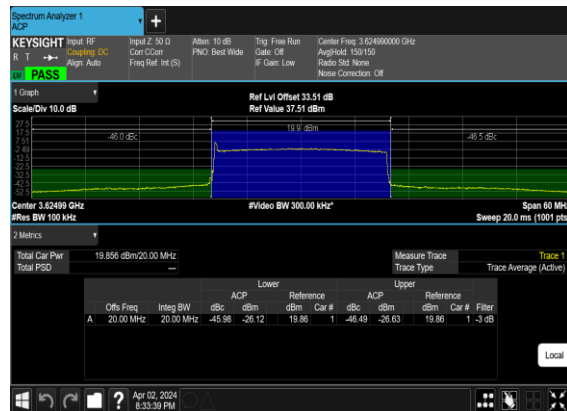 Spectrum Analyzer 1
ACP
KEYSIGHT Input: RF Input Z: 50 Ω Atten: 10 dB Trig: Free Run Center Freq: 3.624990000 GHz
R T Coupling: DC Corr CCorr PNO: Best Wide Gate: Off Avg|Hold: 150/150
Align: Auto Freq Ref: Int (S) IF Gain: Low Radio Std: None
LXI PASS Noise Correction: Off
1 Graph
Ref Lvl Offset 33.51 dB
Scale/Div 10.0 dB Ref Value 37.51 dBm
27.5
17.5 19.9 dBm
7.51 -46.0 dBc -46.5 dBc
-2.49
-12.5
-22.5
-32.5
-42.5
-52.5
Center 3.62499 GHz #Video BW 300.00 kHz* Span 60 MHz
#Res BW 100 kHz Sweep 20.0 ms (1001 pts)
2 Metrics
Total Car Pwr 19.856 dBm/20.00 MHz Measure Trace Trace 1
Total PSD --- Trace Type Trace Average (Active)
Lower Upper
ACP Reference ACP Reference
Offs Freq Integ BW dBc dBm dBm Car # dBc dBm dBm Car # Filter
A 20.00 MHz 20.00 MHz -45.98 -26.12 19.86 1 -46.49 -26.63 19.86 1 -3 dB
Local
? Apr 02, 2024
8:33:39 PM